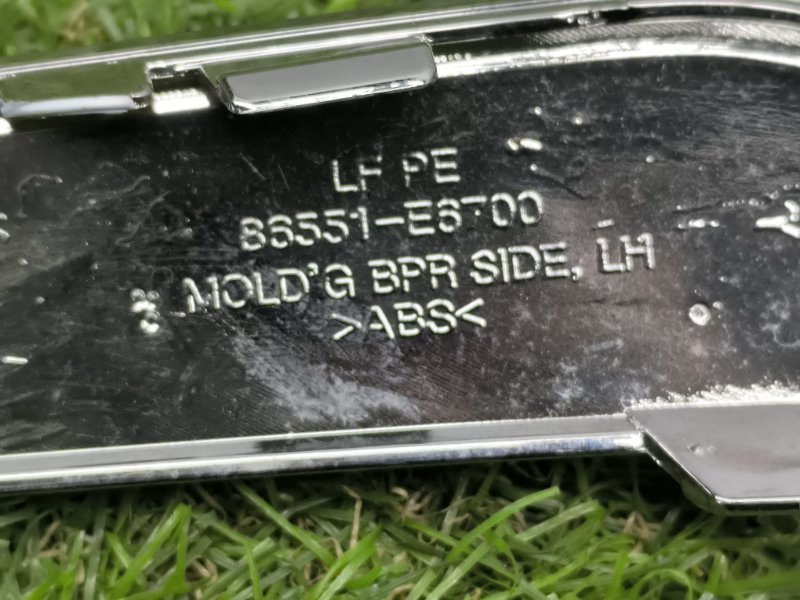 LF PE
86551-E6700
MOLD'G BPR SIDE, LH
>ABS<